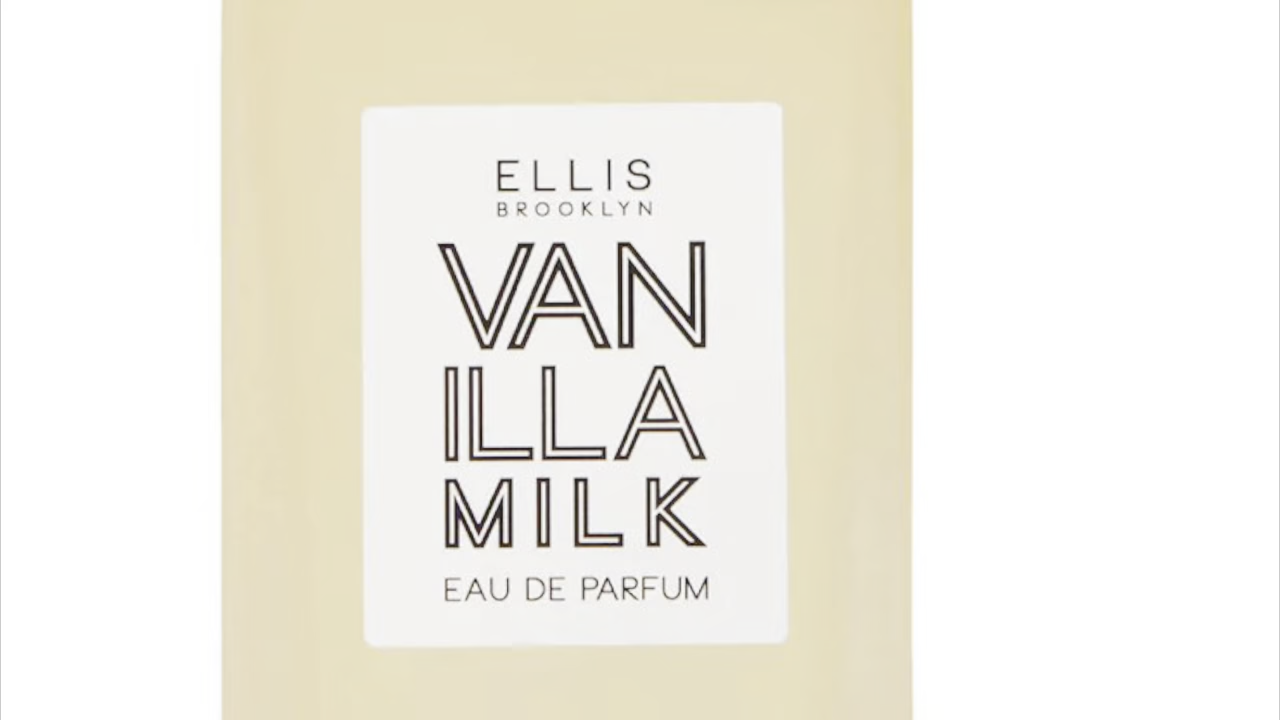 ELLIS
BROOKLYN
VAN
ILLA
MILK
EAU DE PARFUM